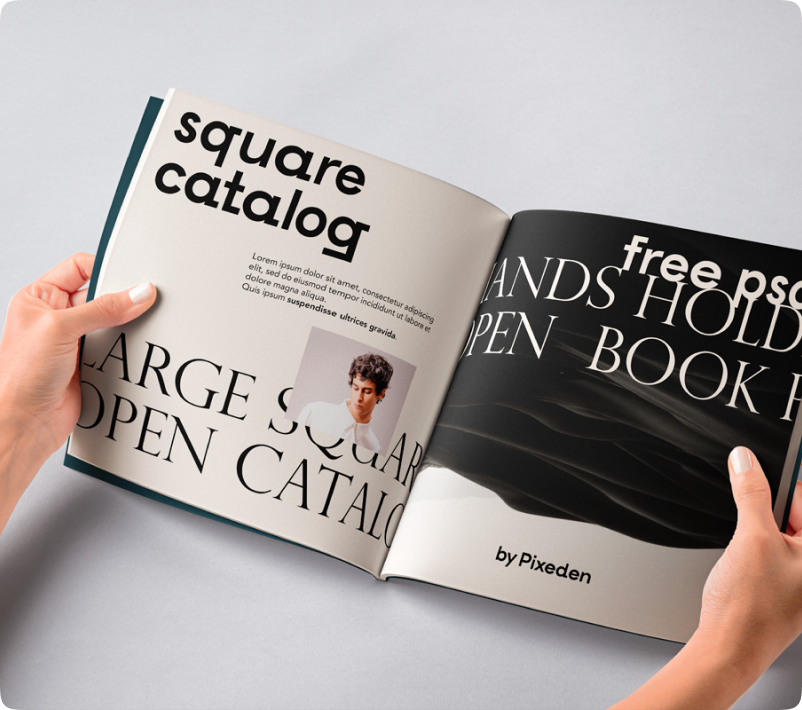 square
catalog
Lorem ipsum dolor sit amet, consectetur adipiscing
elit, sed do eiusmod tempor incididunt ut labore et
dolore magna aliqua.
Quis ipsum suspendisse ultrices gravida.
LARGE SQUAR
OPEN CATALO
free psd
ANDS HOLD
OPEN BOOK
by Pixeden